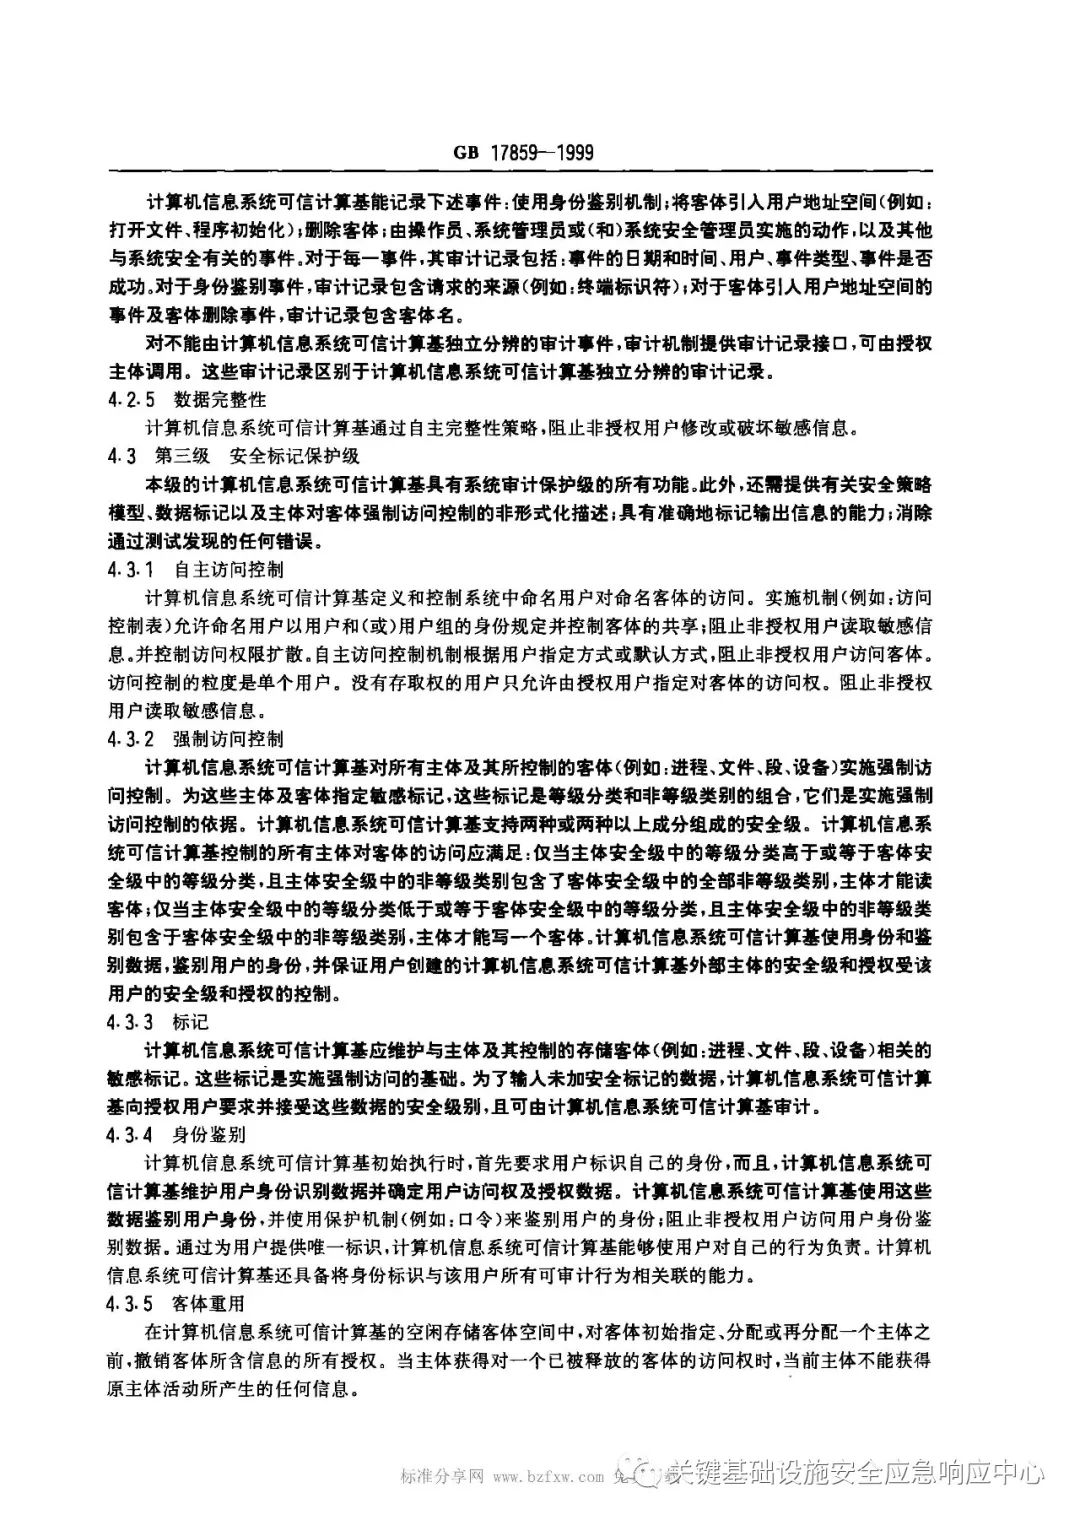 GB 17859—1999
计算机信息系统可信计算基能记录下述事件:使用身份鉴别机制;将客体引入用户地址空间(例如:
打开文件、程序初始化);删除客体;由操作员、系统管理员或(和)系统安全管理员实施的动作,以及其他
与系统安全有关的事件。对于每一事件,其审计记录包括:事件的日期和时间、用户、事件类型、事件是否
成功。对于身份鉴别事件,审计记录包含请求的来源(例如:终端标识符);对于客体引入用户地址空间的
事件及客体删除事件,审计记录包含客体名。
对不能由计算机信息系统可信计算基独立分辨的审计事件,审计机制提供审计记录接口,可由授权
主体调用。这些审计记录区别于计算机信息系统可信计算基独立分辨的审计记录。
4.2.5 数据完整性
计算机信息系统可信计算基通过自主完整性策略,阻止非授权用户修改或破坏敏感信息。
4.3 第三级 安全标记保护级
本级的计算机信息系统可信计算基具有系统审计保护级的所有功能。此外,还需提供有关安全策略
模型、数据标记以及主体对客体强制访问控制的非形式化描述;具有准确地标记输出信息的能力;消除
通过测试发现的任何错误。
4.3.1 自主访问控制
计算机信息系统可信计算基定义和控制系统中命名用户对命名客体的访问。实施机制(例如:访问
控制表)允许命名用户以用户和(或)用户组的身份规定并控制客体的共享;阻止非授权用户读取敏感信
息。并控制访问权限扩散。自主访问控制机制根据用户指定方式或默认方式,阻止非授权用户访问客体。
访问控制的粒度是单个用户。没有存取权的用户只允许由授权用户指定对客体的访问权。阻止非授权
用户读取敏感信息。
4.3.2 强制访问控制
计算机信息系统可信计算基对所有主体及其所控制的客体(例如:进程、文件、段、设备)实施强制访
问控制。为这些主体及客体指定敏感标记,这些标记是等级分类和非等级类别的组合,它们是实施强制
访问控制的依据。计算机信息系统可信计算基支持两种或两种以上成分组成的安全级。计算机信息系
统可信计算基控制的所有主体对客体的访问应满足:仅当主体安全级中的等级分类高于或等于客体安
全级中的等级分类,且主体安全级中的非等级类别包含了客体安全级中的全部非等级类别,主体才能读
客体;仅当主体安全级中的等级分类低于或等于客体安全级中的等级分类,且主体安全级中的非等级类
别包含于客体安全级中的非等级类别,主体才能写一个客体。计算机信息系统可信计算基使用身份和鉴
别数据,鉴别用户的身份,并保证用户创建的计算机信息系统可信计算基外部主体的安全级和授权受该
用户的安全级和授权的控制。
4.3.3 标记
计算机信息系统可信计算基应维护与主体及其控制的存储客体(例如:进程、文件、段、设备)相关的
敏感标记。这些标记是实施强制访问的基础。为了输入未加安全标记的数据,计算机信息系统可信计算
基向授权用户要求并接受这些数据的安全级别,且可由计算机信息系统可信计算基审计。
4.3.4 身份鉴别
计算机信息系统可信计算基初始执行时,首先要求用户标识自己的身份,而且,计算机信息系统可
信计算基维护用户身份识别数据并确定用户访问权及授权数据。计算机信息系统可信计算基使用这些
数据鉴别用户身份,并使用保护机制(例如:口令)来鉴别用户的身份;阻止非授权用户访问用户身份鉴
别数据。通过为用户提供唯一标识,计算机信息系统可信计算基能够使用户对自己的行为负责。计算机
信息系统可信计算基还具备将身份标识与该用户所有可审计行为相关联的能力。
4.3.5 客体重用
在计算机信息系统可信计算基的空闲存储客体空间中,对客体初始指定、分配或再分配一个主体之
前,撤销客体所含信息的所有授权。当主体获得对一个已被释放的客体的访问权时,当前主体不能获得
原主体活动所产生的任何信息。
标准分享网 www.bzfxw.com 免
关键基础设施安全应急响应中心